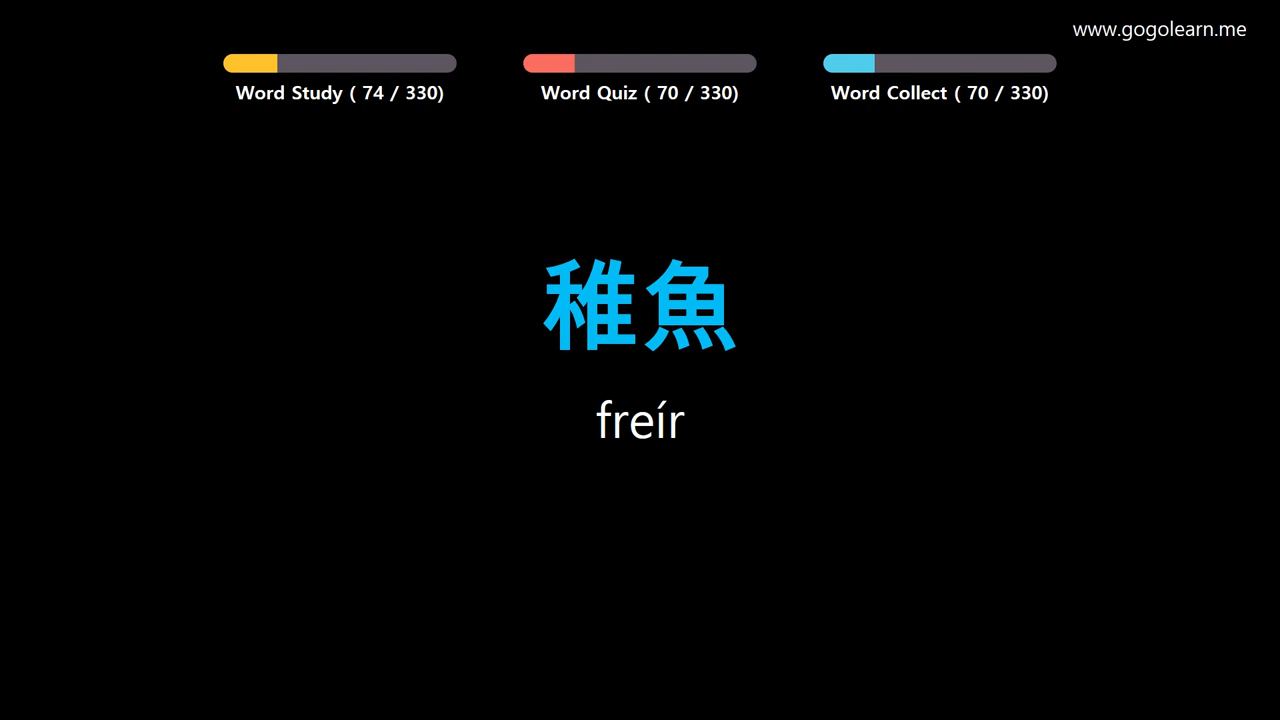 www.gogolearn.me
Word Study ( 74 / 330)
Word Quiz ( 70 / 330)
Word Collect ( 70 / 330)
稚魚
freír